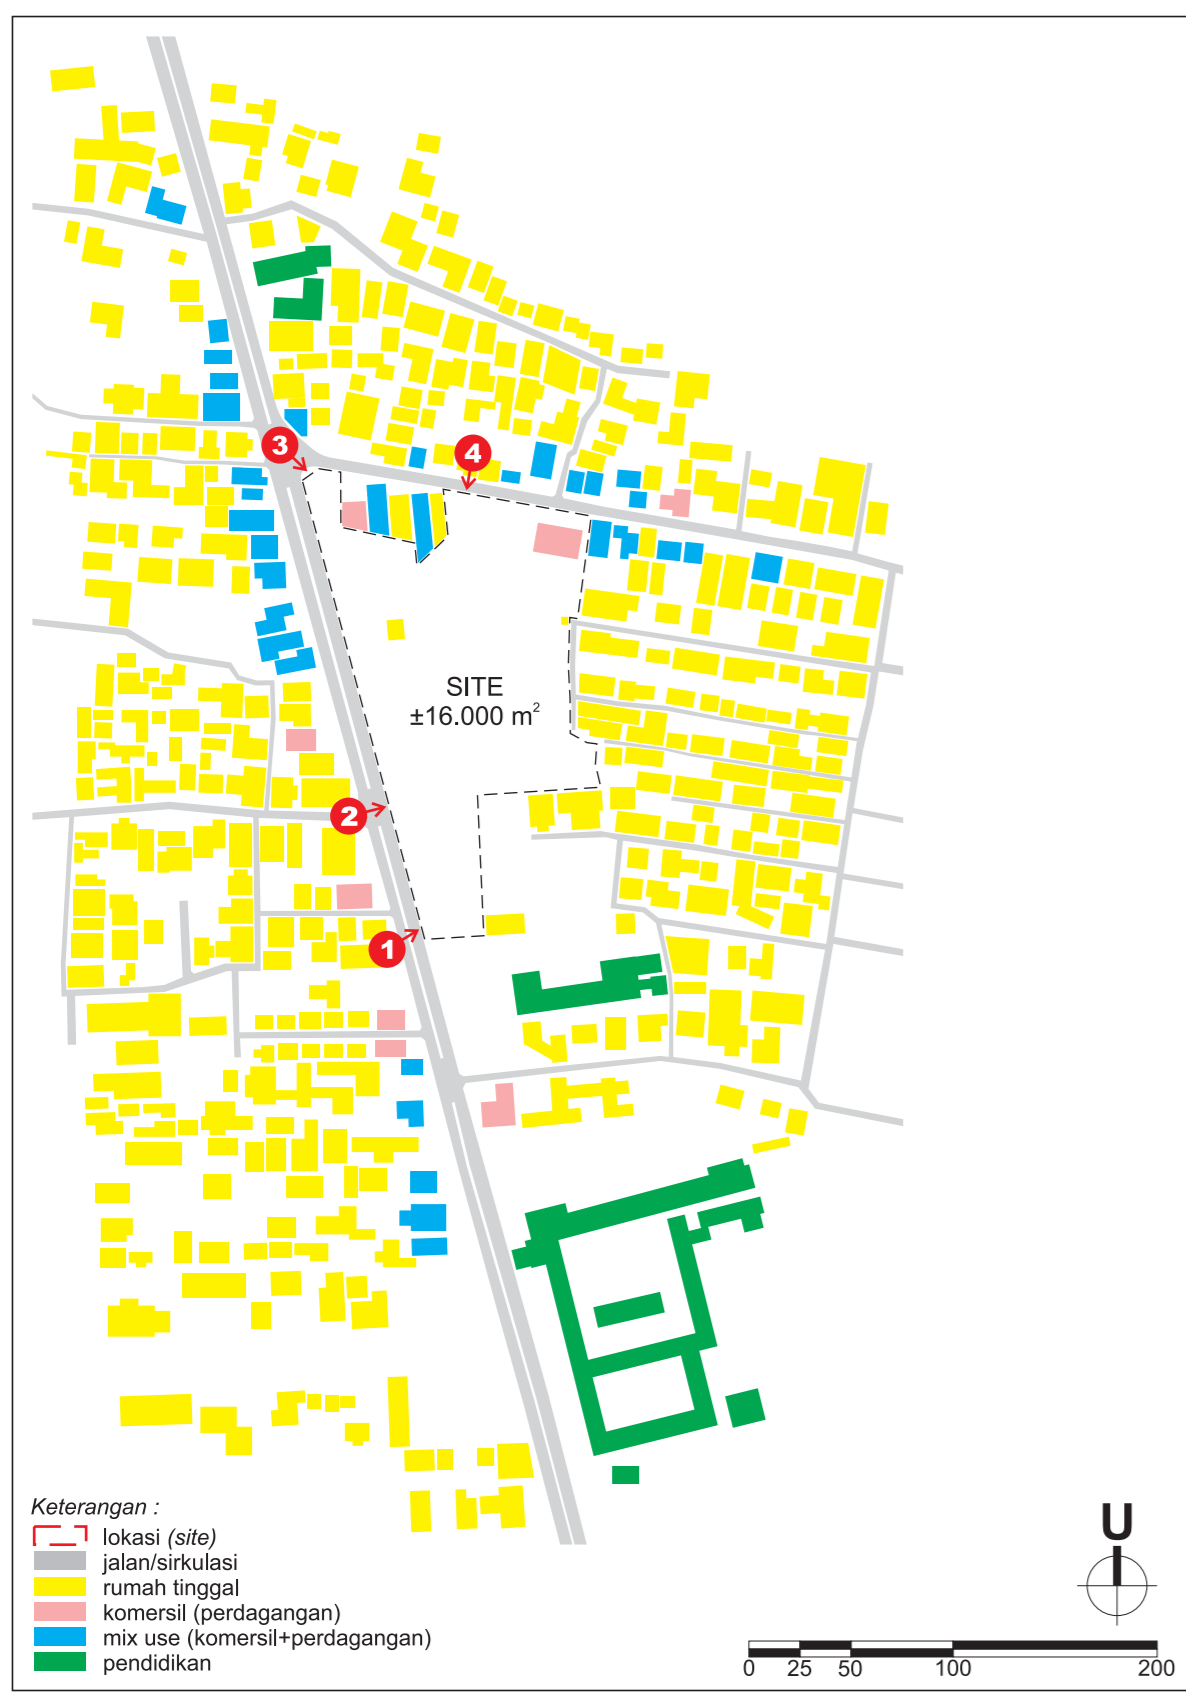 3
4
SITE
±16.000 m²
2
1
Keterangan :
lokasi (site)
jalan/sirkulasi
rumah tinggal
komersil (perdagangan)
mix use (komersil+perdagangan)
pendidikan
U
0 25 50 100 200